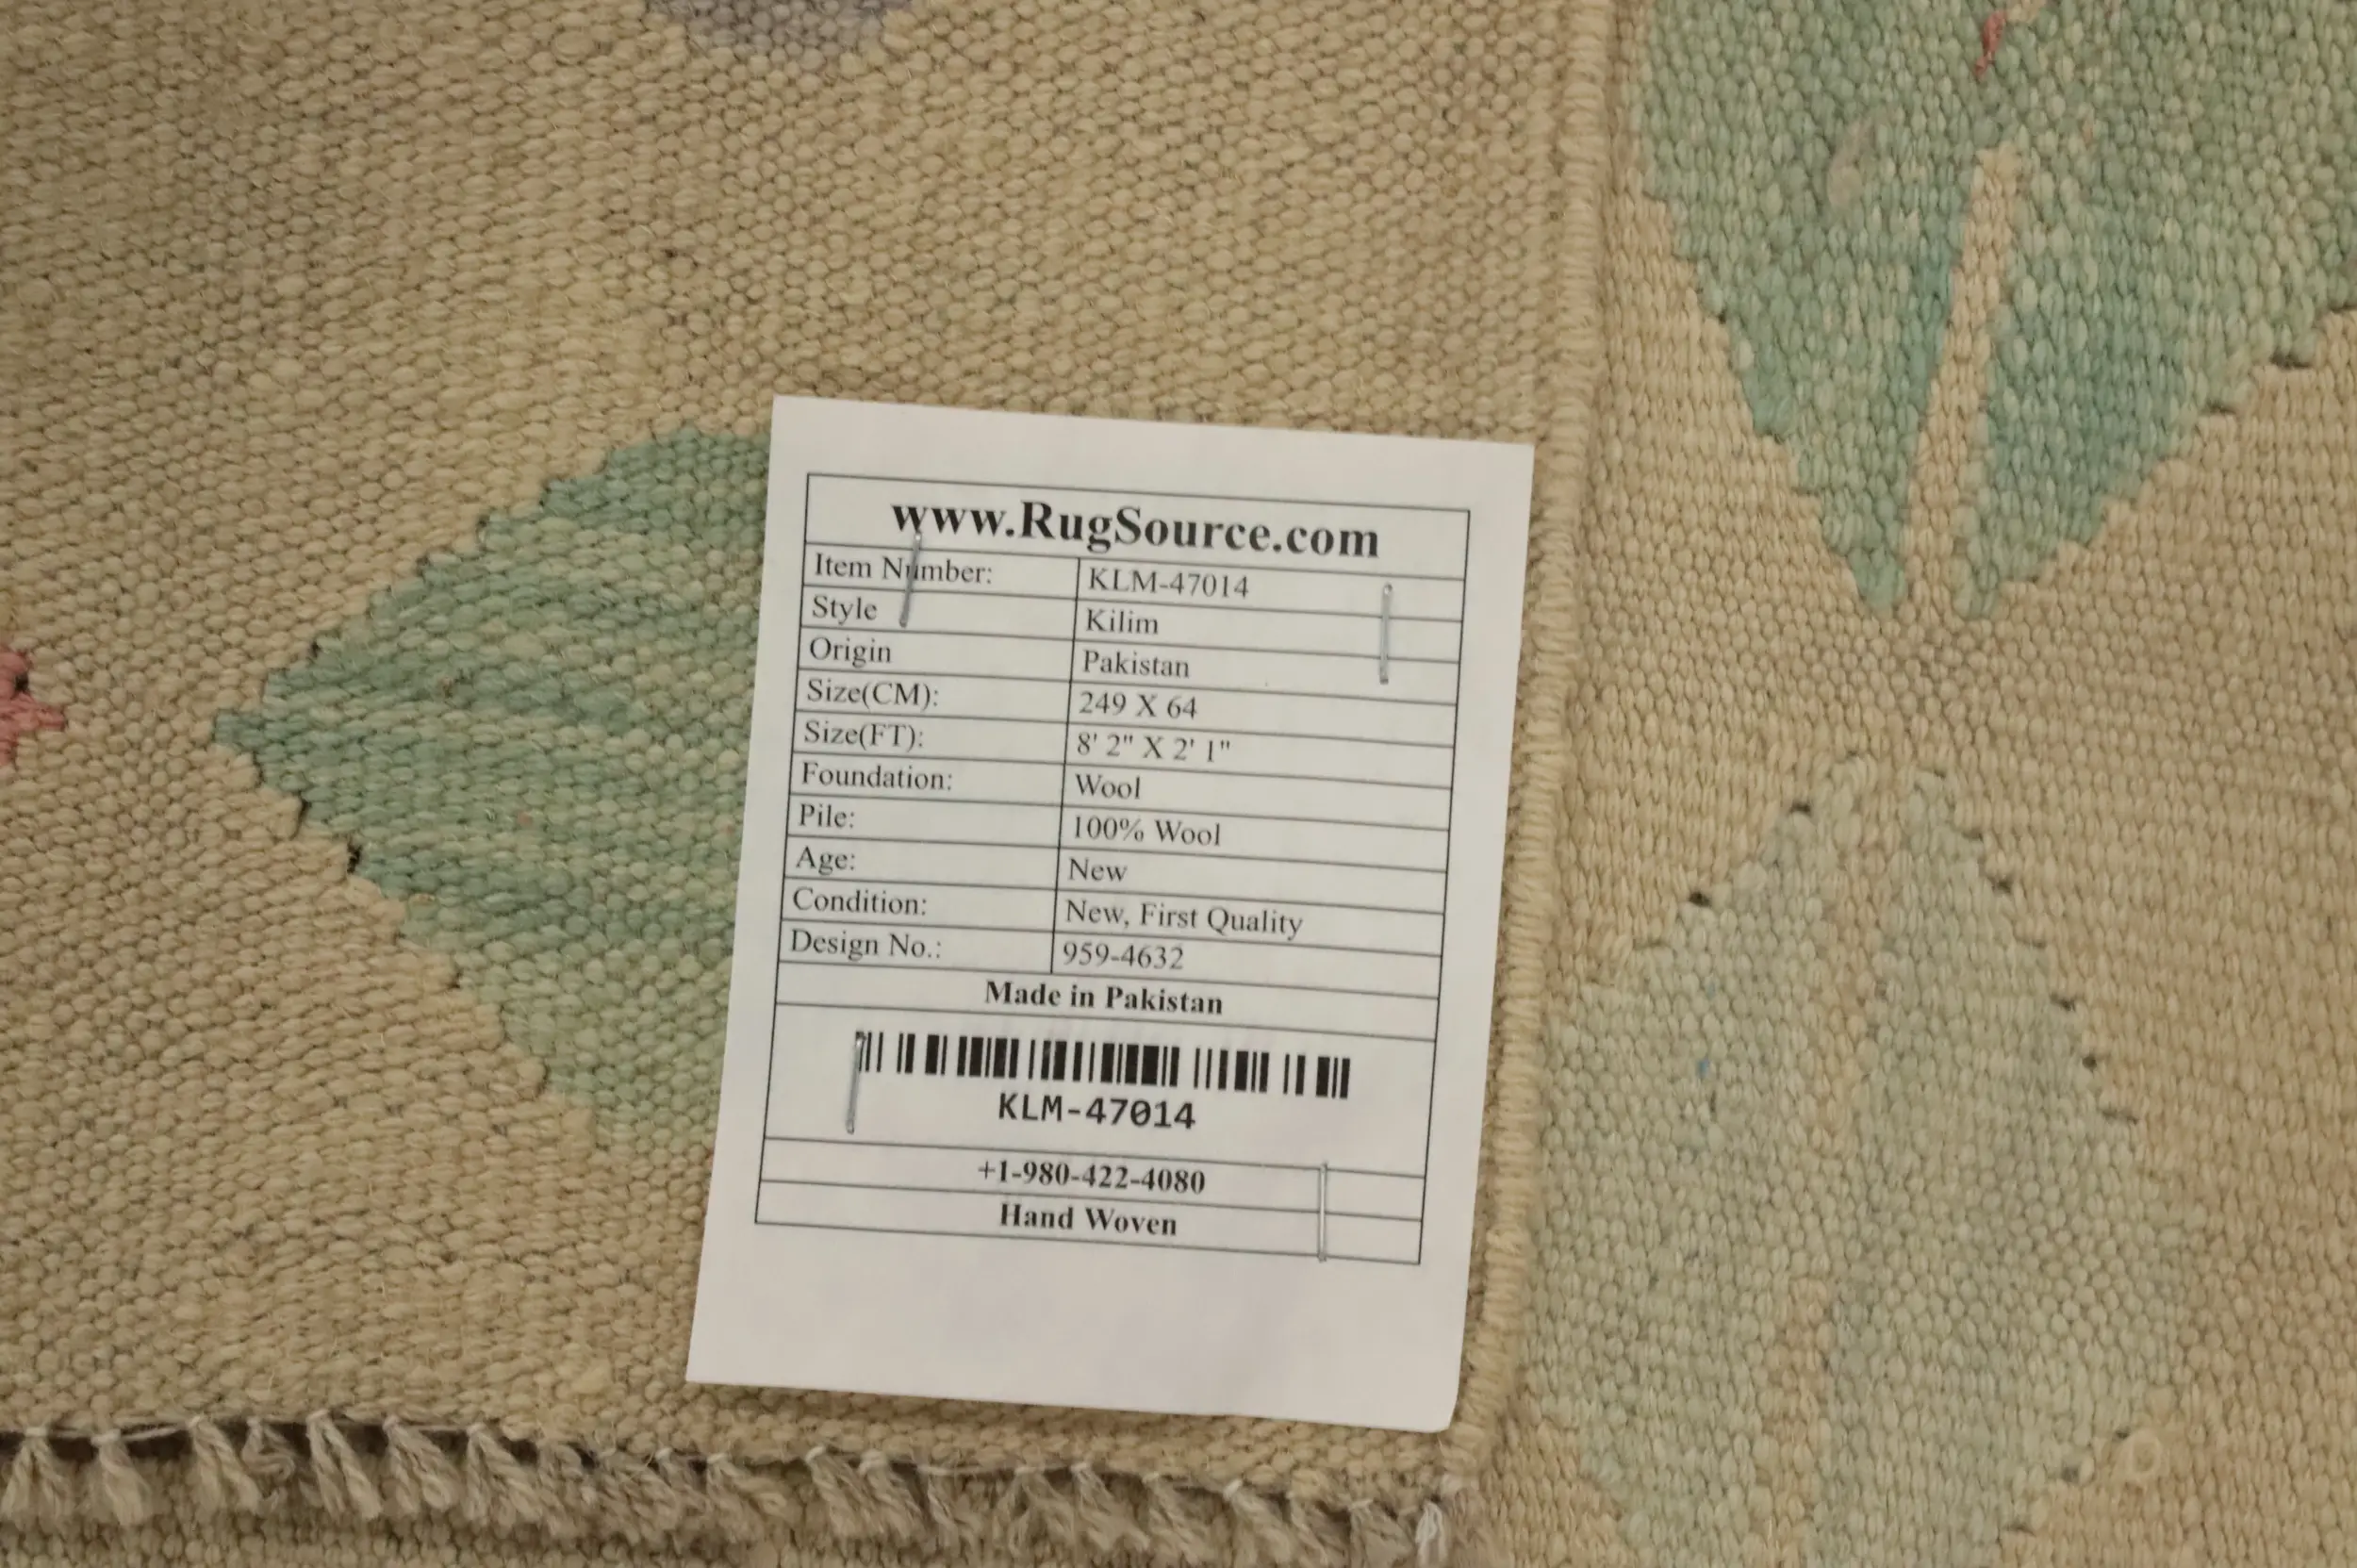 www.RugSource.com
Item Number: KLM-47014
Style Kilim
Origin Pakistan
Size(CM): 249 X 64
Size(FT): 8' 2" X 2' 1"
Foundation: Wool
Pile: 100% Wool
Age: New
Condition: New, First Quality
Design No.: 959-4632
Made in Pakistan
KLM-47014
+1-980-422-4080
Hand Woven